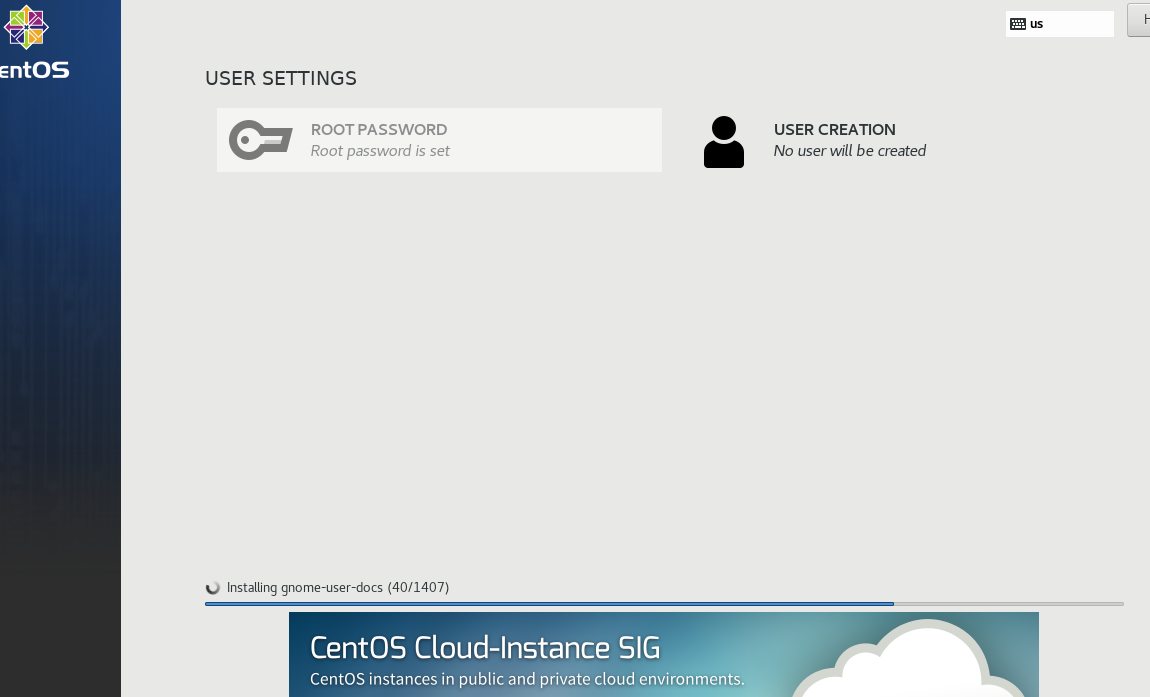 us
H
entOS
USER SETTINGS
ROOT PASSWORD
Root password is set
USER CREATION
No user will be created
Installing gnome-user-docs (40/1407)
CentOS Cloud-Instance SIG
CentOS instances in public and private cloud environments.